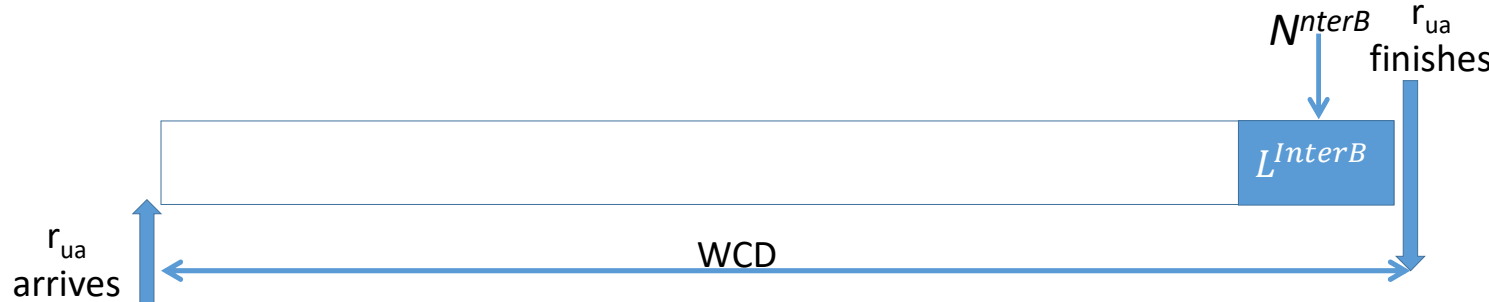 N^nterB
r_ua
finishes
L^InterB
r_ua
arrives
WCD